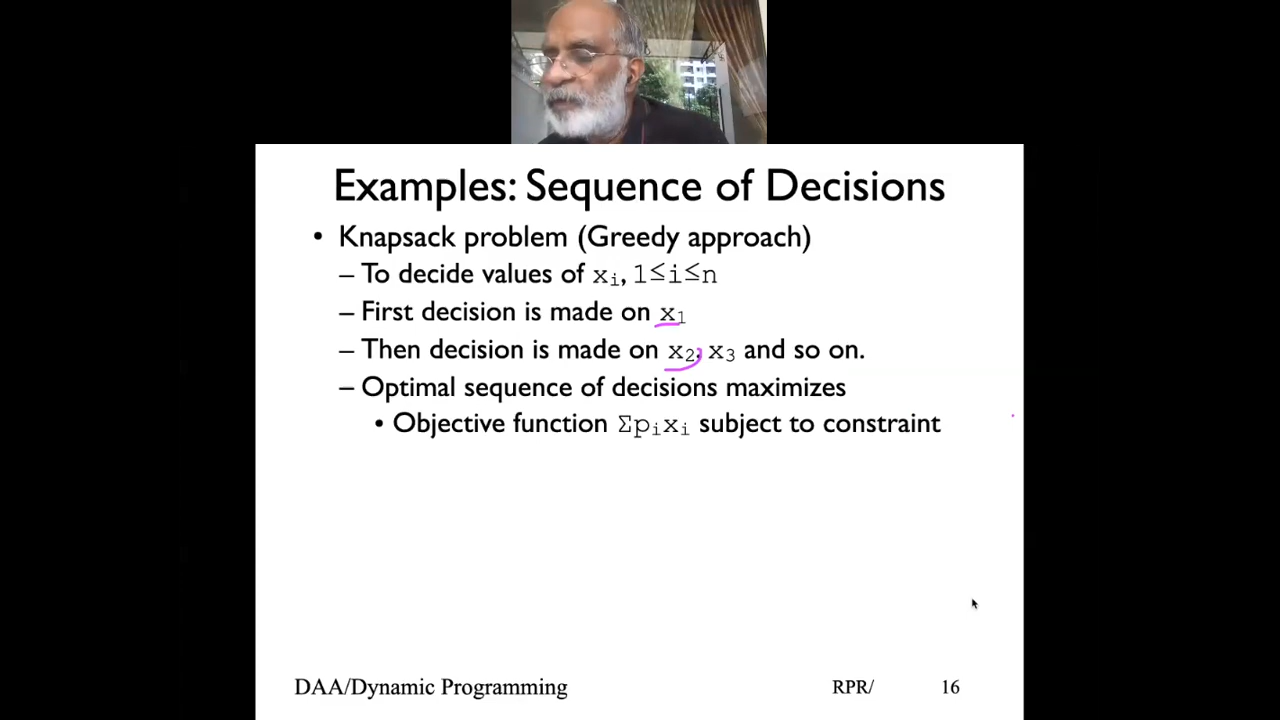 Examples: Sequence of Decisions
• Knapsack problem (Greedy approach)
– To decide values of xᵢ, 1≤i≤n
– First decision is made on x₁
– Then decision is made on x₂, x₃ and so on.
– Optimal sequence of decisions maximizes
• Objective function Σpᵢxᵢ subject to constraint
DAA/Dynamic Programming RPR/ 16